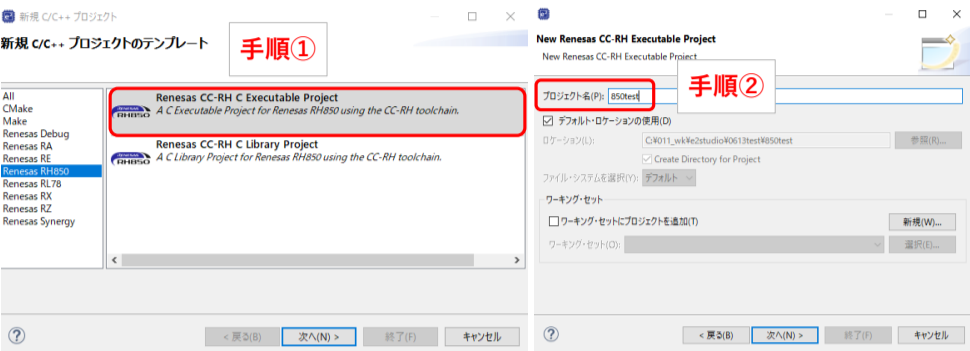 新規 C/C++ プロジェクト
新規 C/C++ プロジェクトのテンプレート
手順①
All
CMake
Make
Renesas Debug
Renesas RA
Renesas RE
Renesas RH850
Renesas RL78
Renesas RX
Renesas RZ
Renesas Synergy
RENESAS
RH850
Renesas CC-RH C Executable Project
A C Executable Project for Renesas RH850 using the CC-RH toolchain.
RENESAS
RH850
Renesas CC-RH C Library Project
A C Library Project for Renesas RH850 using the CC-RH toolchain.
< 戻る(B)
次へ(N) >
終了(F)
キャンセル
New Renesas CC-RH Executable Project
New Renesas CC-RH Executable Project
手順②
プロジェクト名(P): 850test
デフォルト・ロケーションの使用(D)
ロケーション(L): C:¥011_wk¥e2studio¥0613test¥850test 参照(R)...
Create Directory for Project
ファイル・システムを選択(Y): デフォルト
ワーキング・セット
ワーキング・セットにプロジェクトを追加(T) 新規(W)...
ワーキング・セット(O): 選択(E)...
< 戻る(B)
次へ(N) >
終了(F)
キャンセル